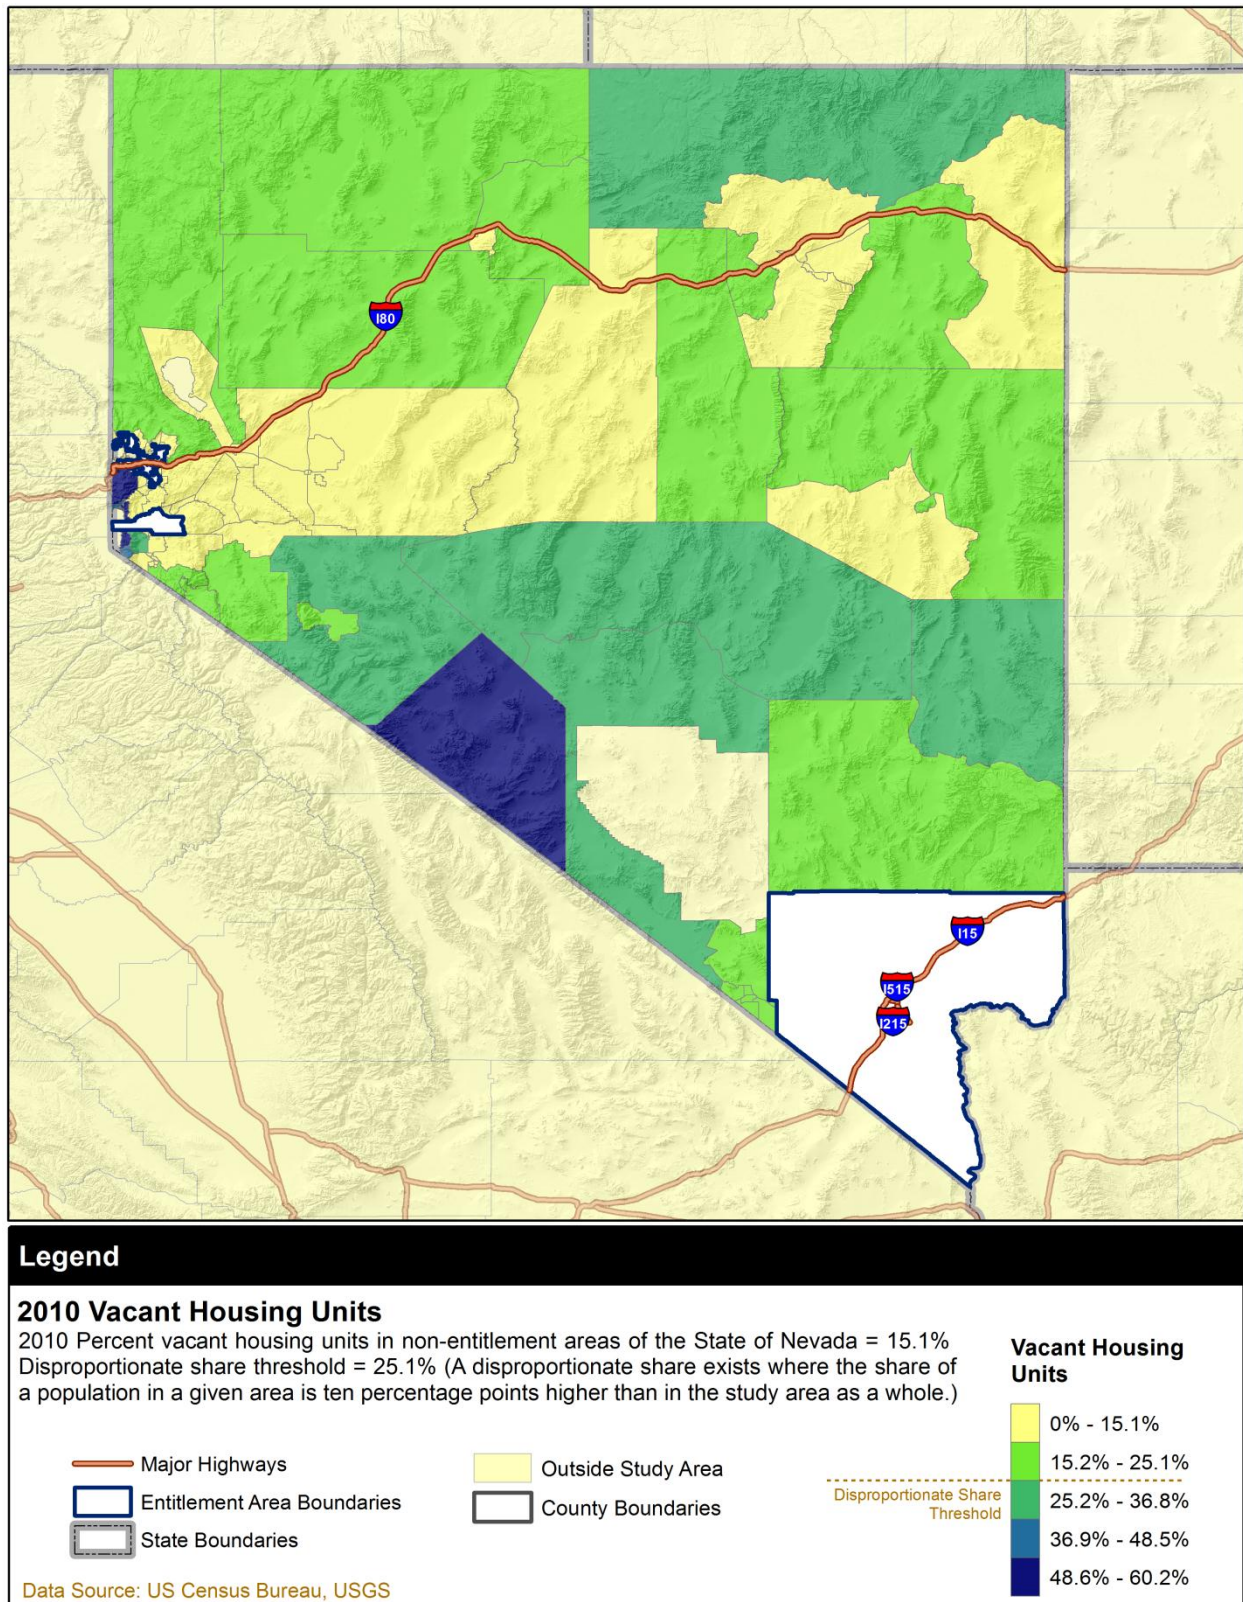 I80
I15
I515
I215
Legend
2010 Vacant Housing Units
2010 Percent vacant housing units in non-entitlement areas of the State of Nevada = 15.1%
Disproportionate share threshold = 25.1% (A disproportionate share exists where the share of
a population in a given area is ten percentage points higher than in the study area as a whole.)
Major Highways
Entitlement Area Boundaries
State Boundaries
Outside Study Area
County Boundaries
Vacant Housing
Units
0% - 15.1%
15.2% - 25.1%
Disproportionate Share
Threshold
25.2% - 36.8%
36.9% - 48.5%
48.6% - 60.2%
Data Source: US Census Bureau, USGS